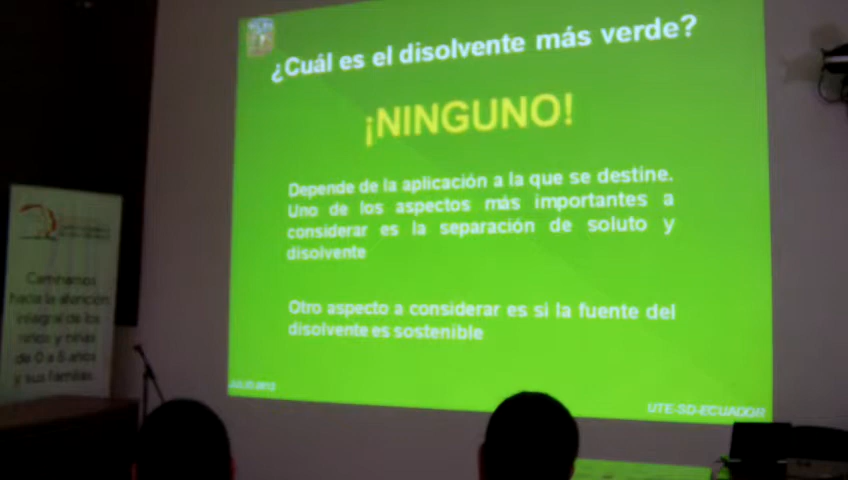 ¿Cuál es el disolvente más verde?
¡NINGUNO!
Depende de la aplicación a la que se destine.
Uno de los aspectos más importantes a
considerar es la separación de soluto y
disolvente
Otro aspecto a considerar es si la fuente del
disolvente es sostenible
JULIO 2013
UTE-SD-ECUADOR
Caminamos
hacia la atención
integral de los
niños y niñas
de 0 a 5 años
y sus familias.